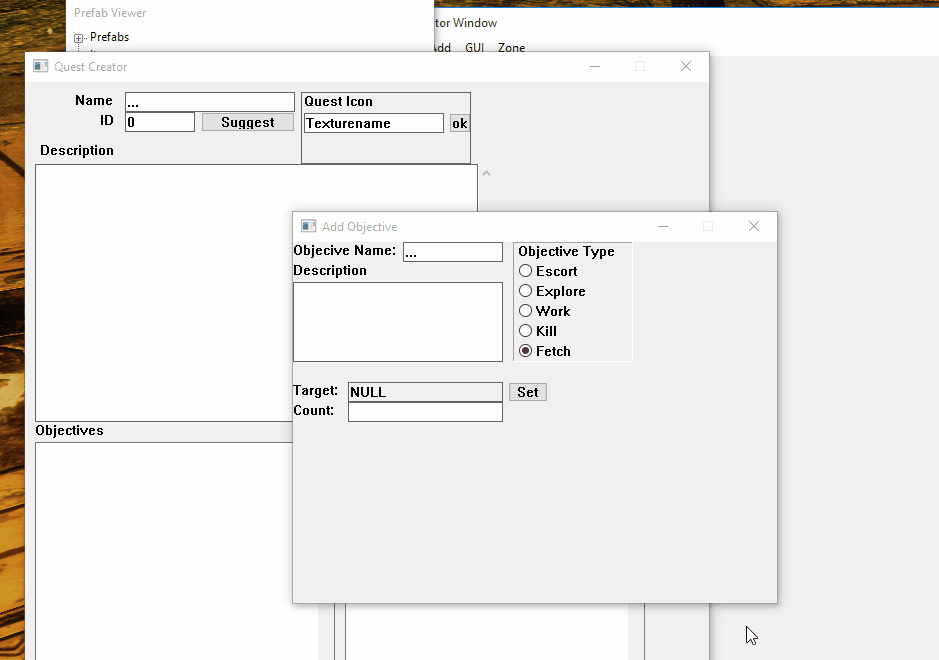 Prefab Viewer
Prefabs
tor Window
Add GUI Zone
Quest Creator
Name ...
ID 0 Suggest
Quest Icon
Texturename ok
Description
Objectives
Add Objective
Objecive Name: ...
Description
Objective Type
Escort
Explore
Work
Kill
Fetch
Target: NULL Set
Count: